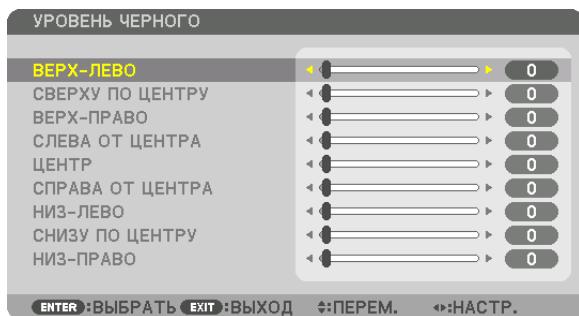 УРОВЕНЬ ЧЕРНОГО
ВЕРХ-ЛЕВО 0
СВЕРХУ ПО ЦЕНТРУ 0
ВЕРХ-ПРАВО 0
СЛЕВА ОТ ЦЕНТРА 0
ЦЕНТР 0
СПРАВА ОТ ЦЕНТРА 0
НИЗ-ЛЕВО 0
СНИЗУ ПО ЦЕНТРУ 0
НИЗ-ПРАВО 0
ENTER :ВЫБРАТЬ EXIT :ВЫХОД :ПЕРЕМ. :НАСТР.